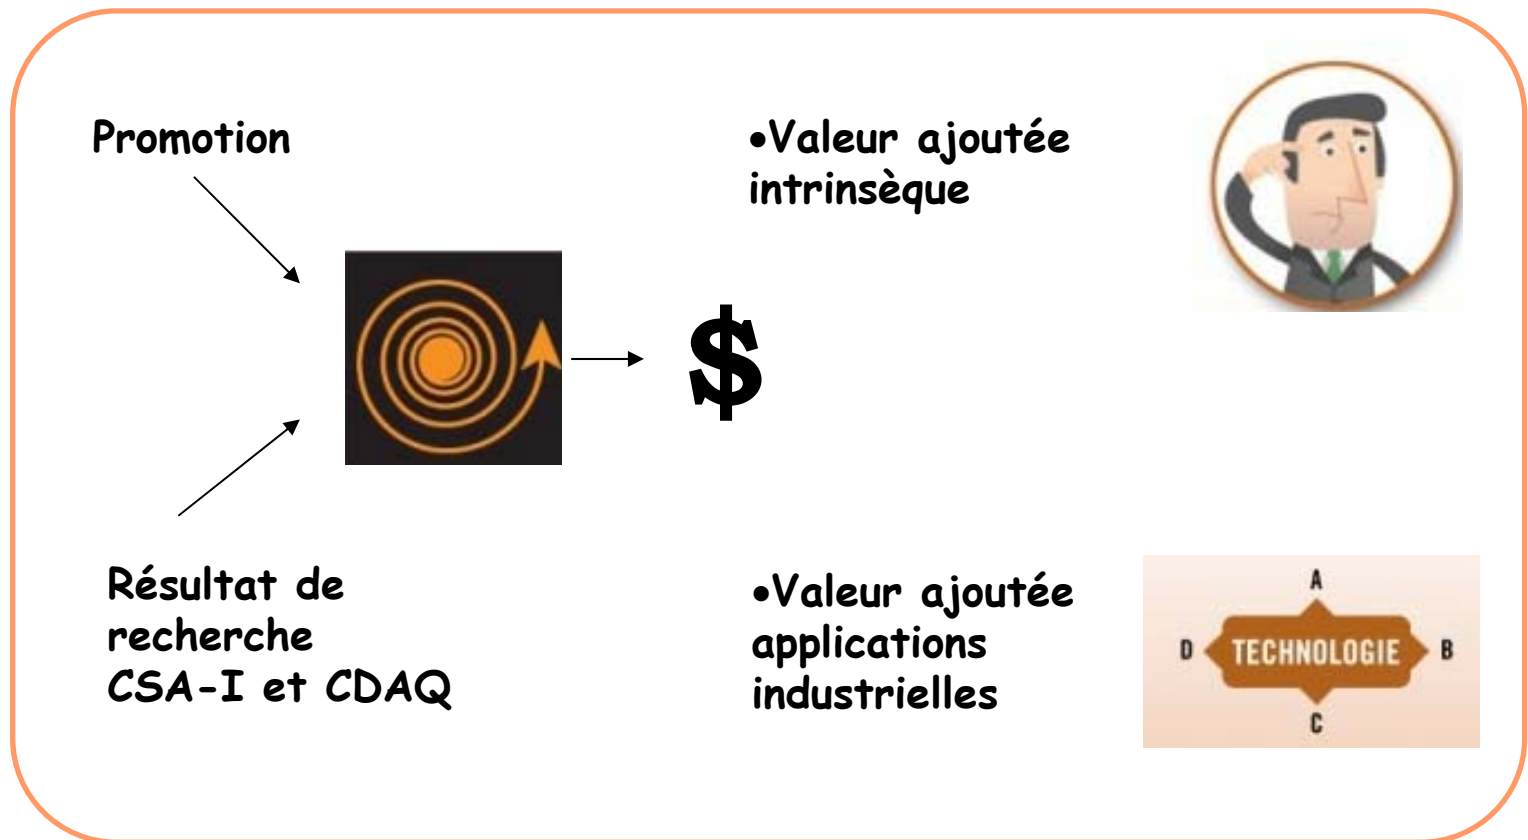 Promotion
•Valeur ajoutée
intrinsèque
$
Résultat de
recherche
CSA-I et CDAQ
•Valeur ajoutée
applications
industrielles
A
D TECHNOLOGIE B
C